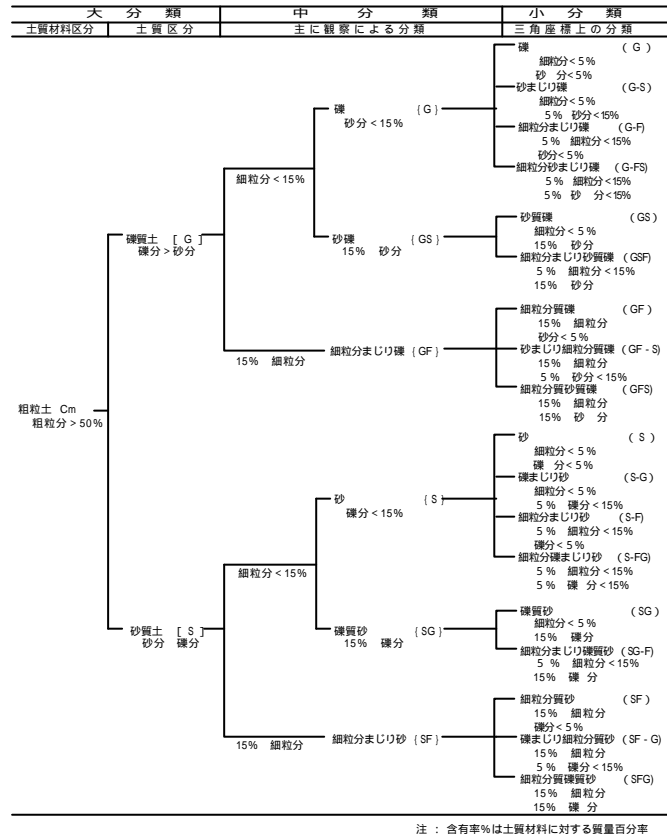 大分類 中分類 小分類
土質材料区分 土質区分 主に観察による分類 三角座標上の分類
礫 (G)
細粒分<5%
砂 分<5%
砂まじり礫 (G-S)
細粒分<5%
5% 砂分<15%
細粒分まじり礫 (G-F)
5% 細粒分<15%
砂分<5%
細粒分砂まじり礫 (G-FS)
5% 細粒分<15%
5% 砂 分<15%
礫 {G}
砂分<15%
細粒分<15%
砂質礫 (GS)
細粒分<5%
15% 砂分
細粒分まじり砂質礫 (GSF)
5% 細粒分<15%
15% 砂分
砂礫 {GS}
15% 砂分
礫質土 [G]
礫分>砂分
細粒分質礫 (GF)
15% 細粒分
砂分<5%
砂まじり細粒分質礫 (GF-S)
15% 細粒分
5% 砂分<15%
細粒分質砂質礫 (GFS)
15% 細粒分
15% 砂 分
細粒分まじり礫 {GF}
15% 細粒分
粗粒土 Cm
粗粒分>50%
砂 (S)
細粒分<5%
礫 分<5%
礫まじり砂 (S-G)
細粒分<5%
5% 礫分<15%
細粒分まじり砂 (S-F)
5% 細粒分<15%
礫分<5%
細粒分礫まじり砂 (S-FG)
5% 細粒分<15%
5% 礫 分<15%
砂 {S}
礫分<15%
細粒分<15%
礫質砂 (SG)
細粒分<5%
15% 礫分
細粒分まじり礫質砂 (SG-F)
5% 細粒分<15%
15% 礫 分
礫質砂 {SG}
15% 礫分
砂質土 [S]
砂分 礫分
細粒分質砂 (SF)
15% 細粒分
礫分<5%
礫まじり細粒分質砂 (SF-G)
15% 細粒分
5% 礫分<15%
細粒分質礫質砂 (SFG)
15% 細粒分
15% 礫 分
細粒分まじり砂 {SF}
15% 細粒分
注 : 含有率%は土質材料に対する質量百分率